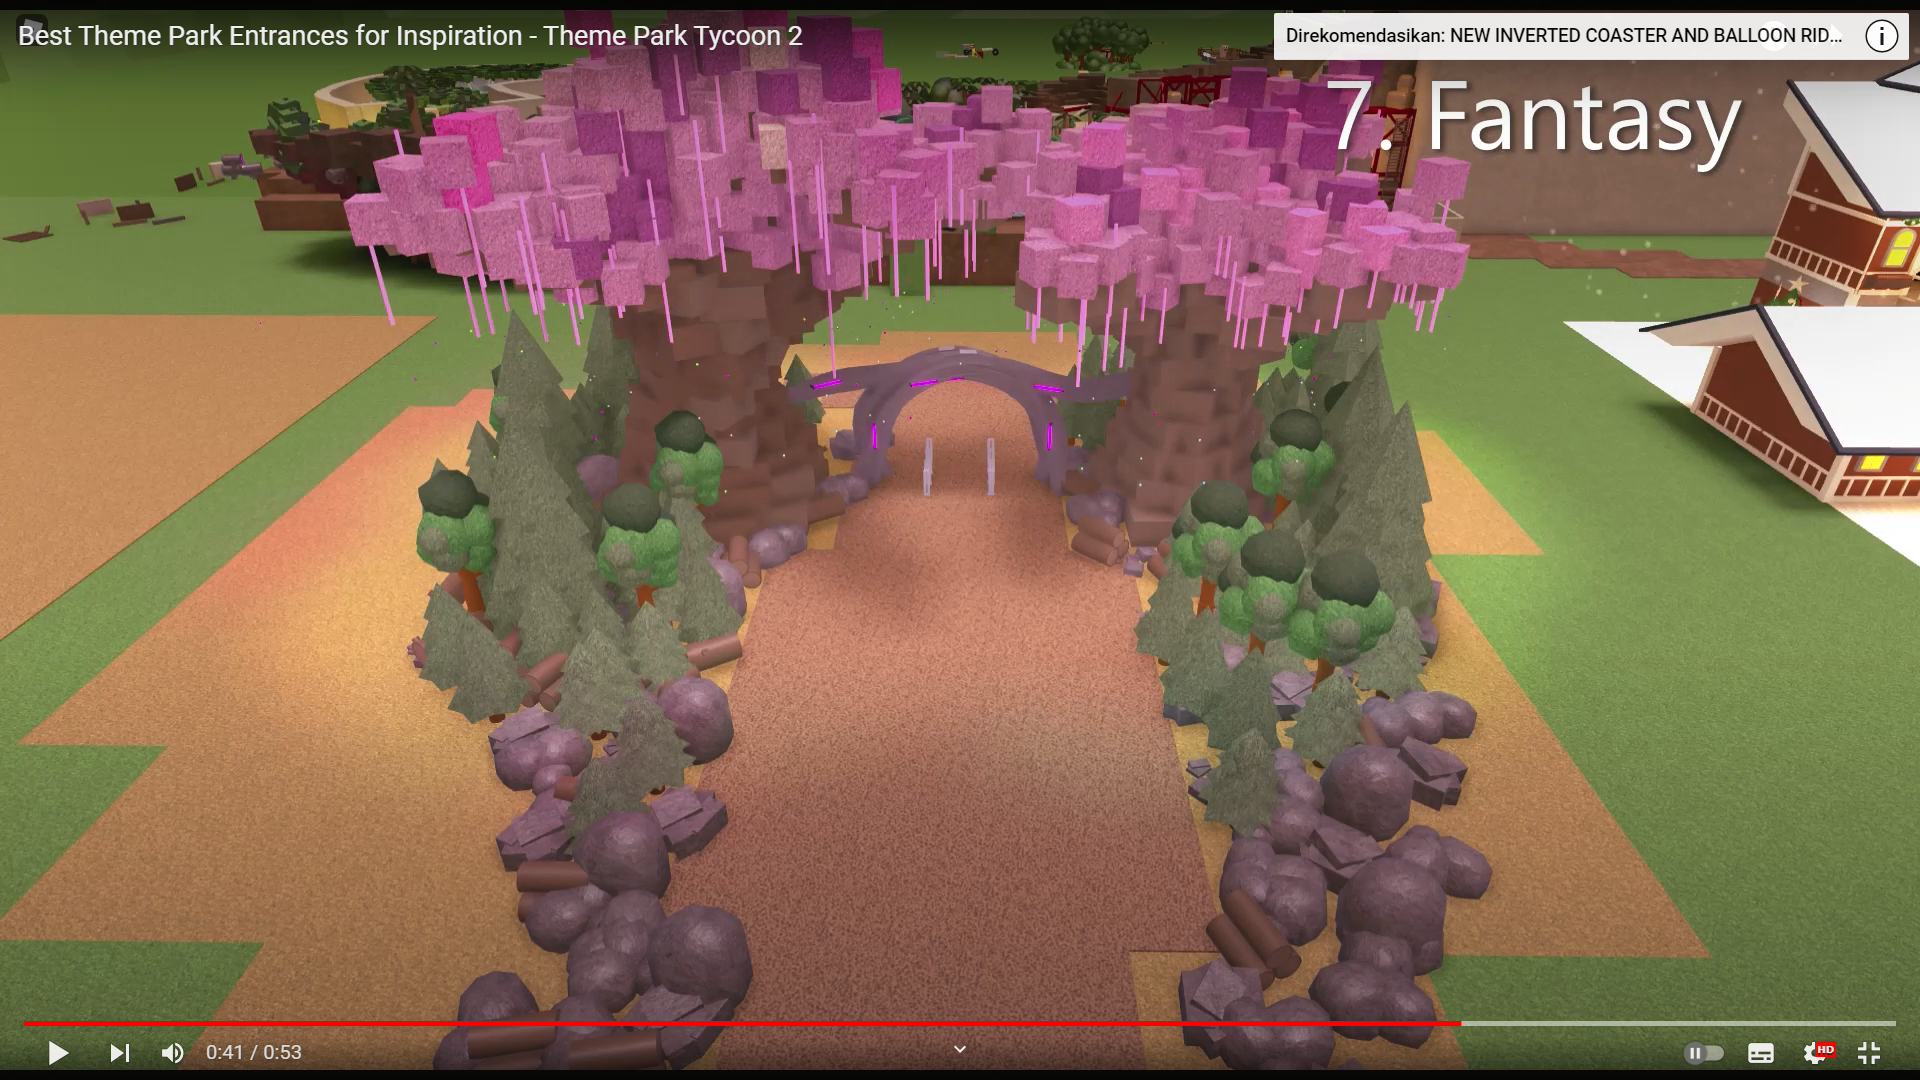 Best Theme Park Entrances for Inspiration - Theme Park Tycoon 2
Direkomendasikan: NEW INVERTED COASTER AND BALLOON RID...
7. Fantasy
0:41 / 0:53
HD